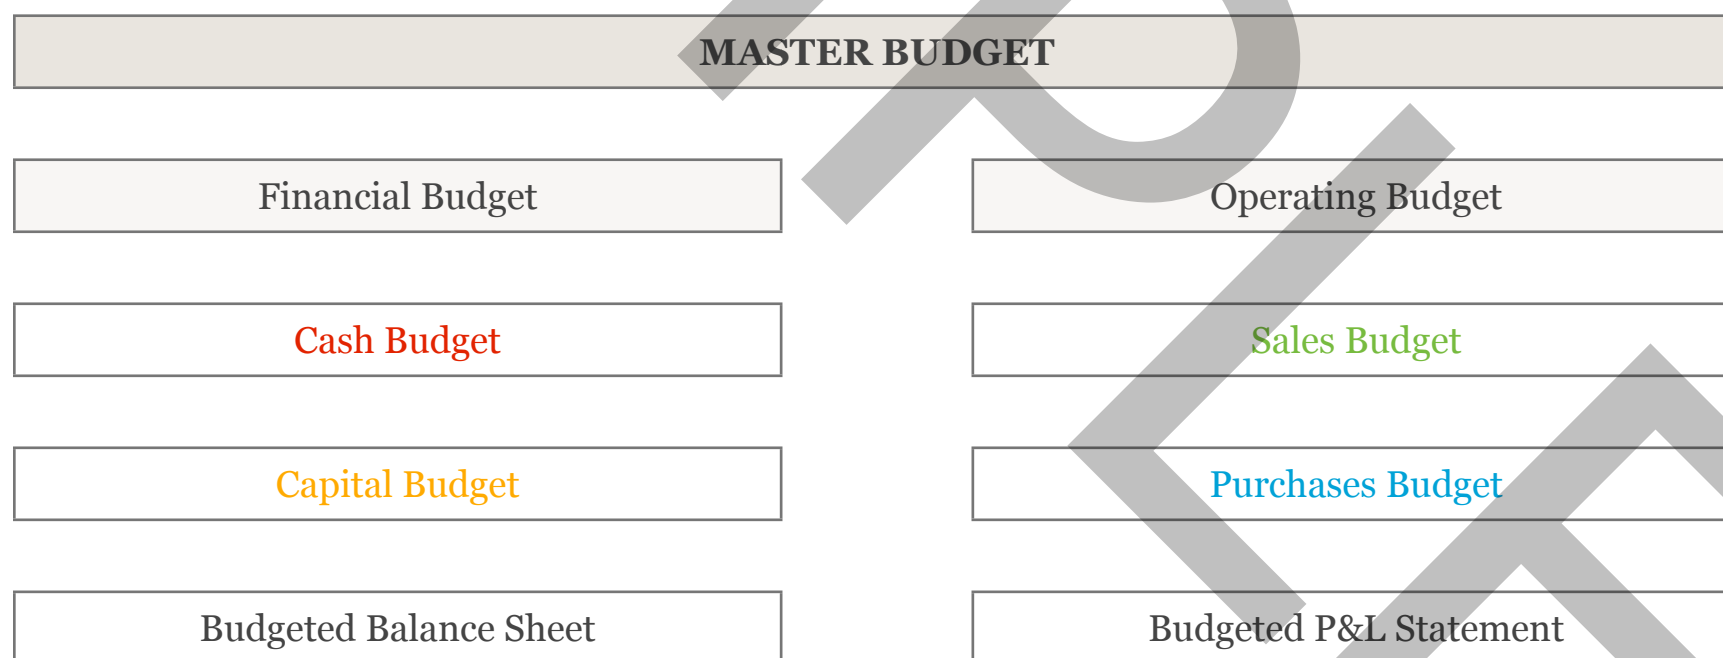 MASTER BUDGET
Financial Budget
Operating Budget
Cash Budget
Sales Budget
Capital Budget
Purchases Budget
Budgeted Balance Sheet
Budgeted P&L Statement